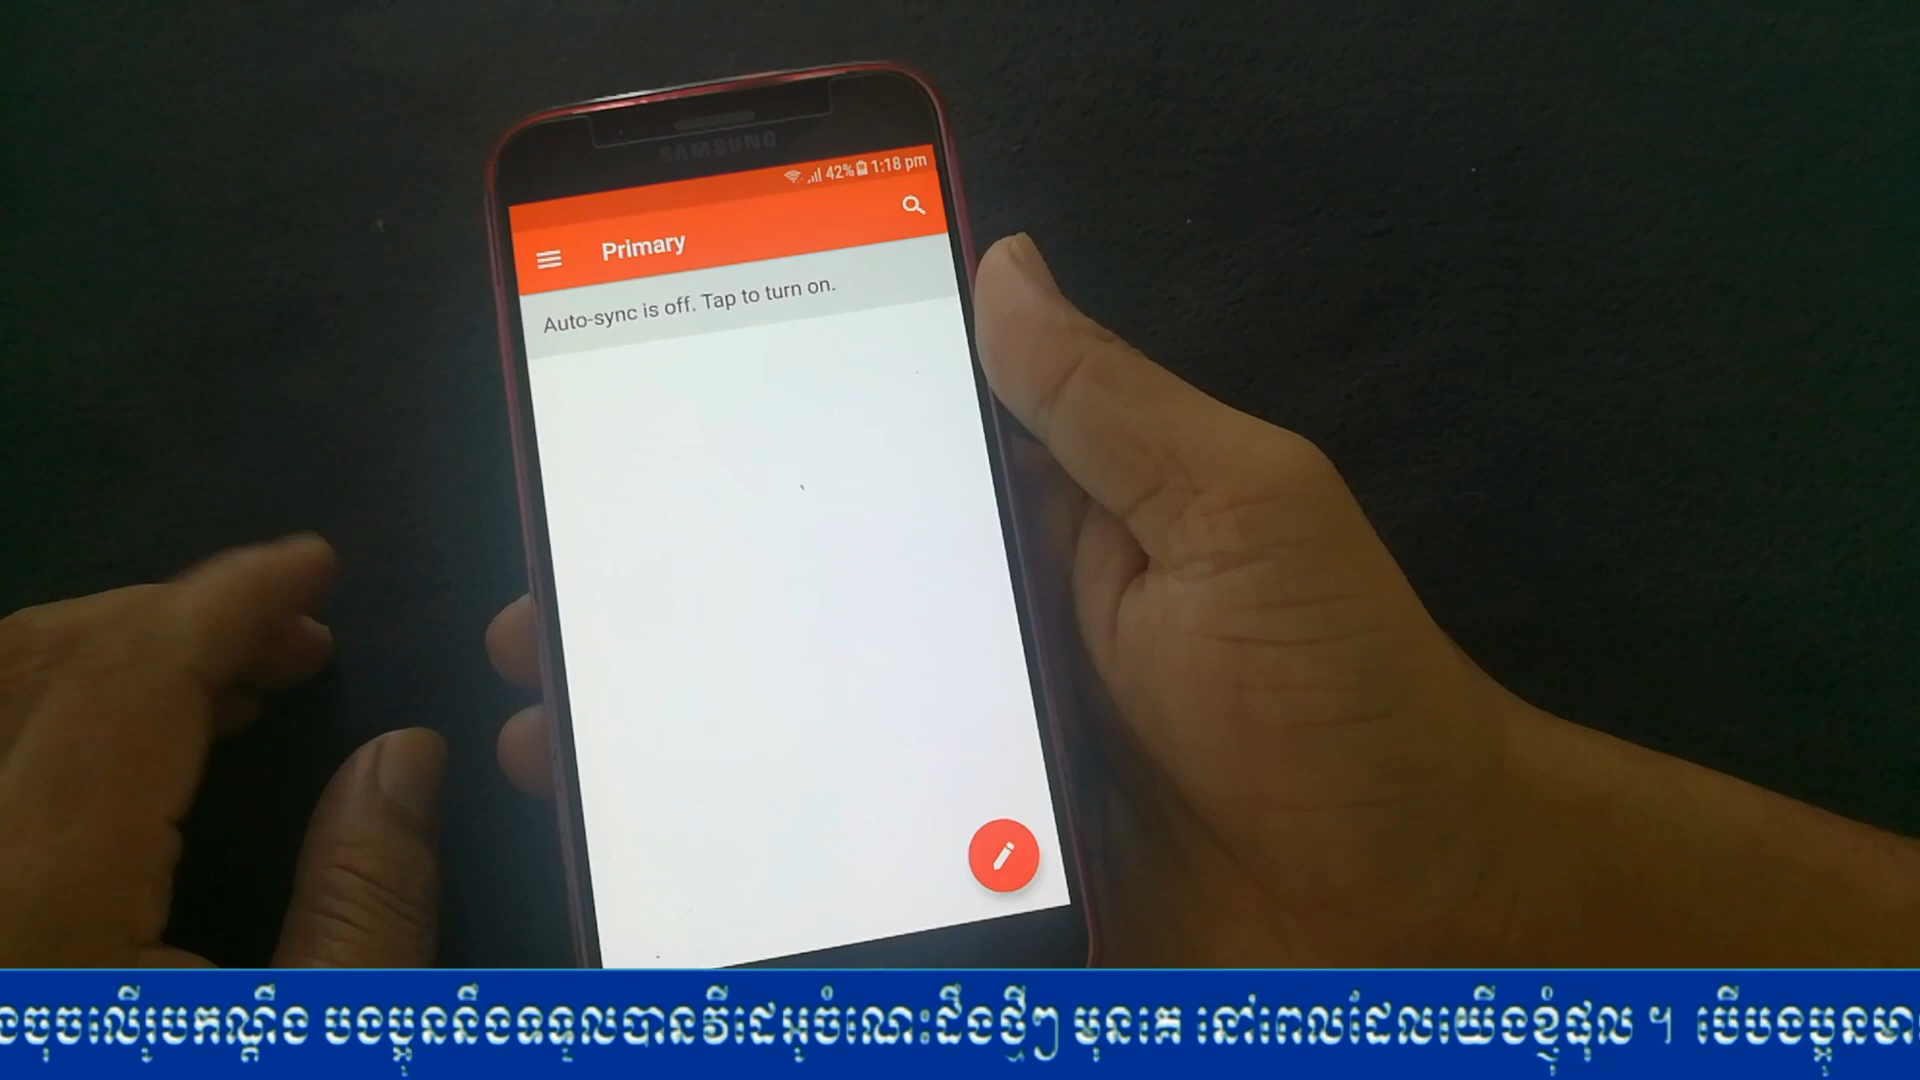 SAMSUNG
42% 1:18 pm
Primary
Auto-sync is off. Tap to turn on.
ងចុចលើរូបកណ្ដឹង បងប្អូននឹងទទួលបានវីដេអូចំណេះដឹងថ្មីៗ មុនគេ នៅពេលដែលយើងខ្ញុំផុស ។ បើបងប្អូនមា